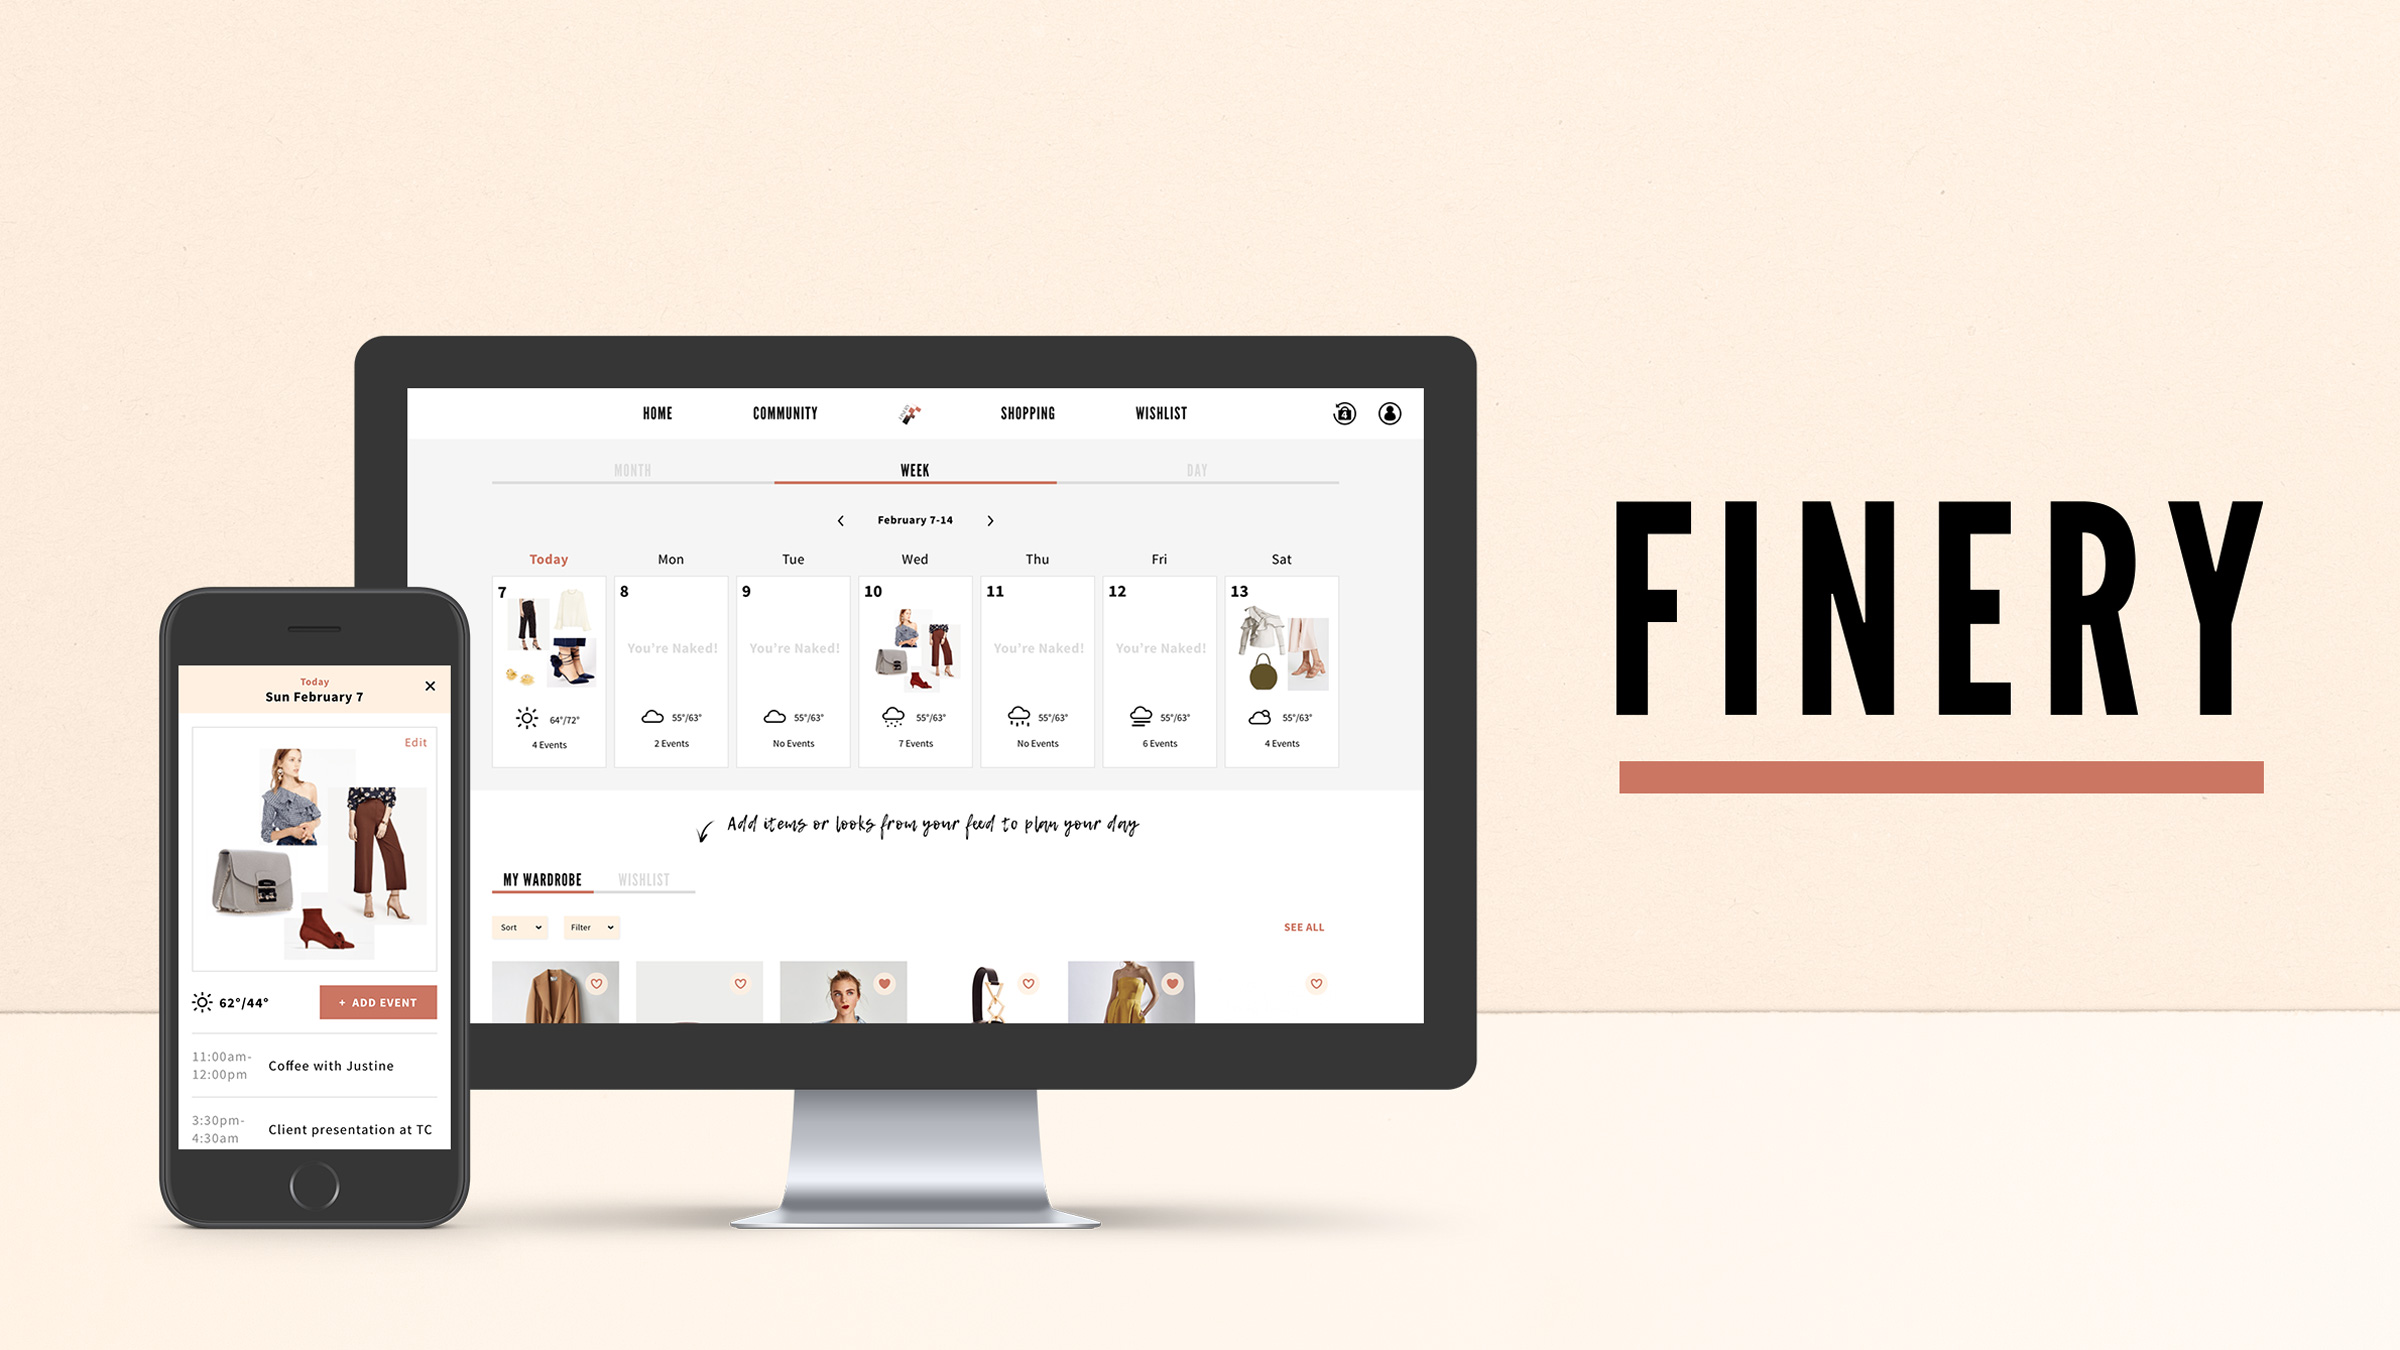 HOME COMMUNITY SHOPPING WISHLIST
4
MONTH WEEK DAY
February 7-14
Today Mon Tue Wed Thu Fri Sat
7 8 9 10 11 12 13
You're Naked! You're Naked! You're Naked! You're Naked!
64°/72° 55°/63° 55°/63° 55°/63° 55°/63° 55°/63° 55°/63°
4 Events 2 Events No Events 7 Events No Events 6 Events 4 Events
Add items or looks from your feed to plan your day
MY WARDROBE WISHLIST
Sort Filter SEE ALL
Today
Sun February 7
Edit
62°/44° + ADD EVENT
11:00am-
12:00pm
Coffee with Justine
3:30pm-
4:30am
Client presentation at TC
FINERY